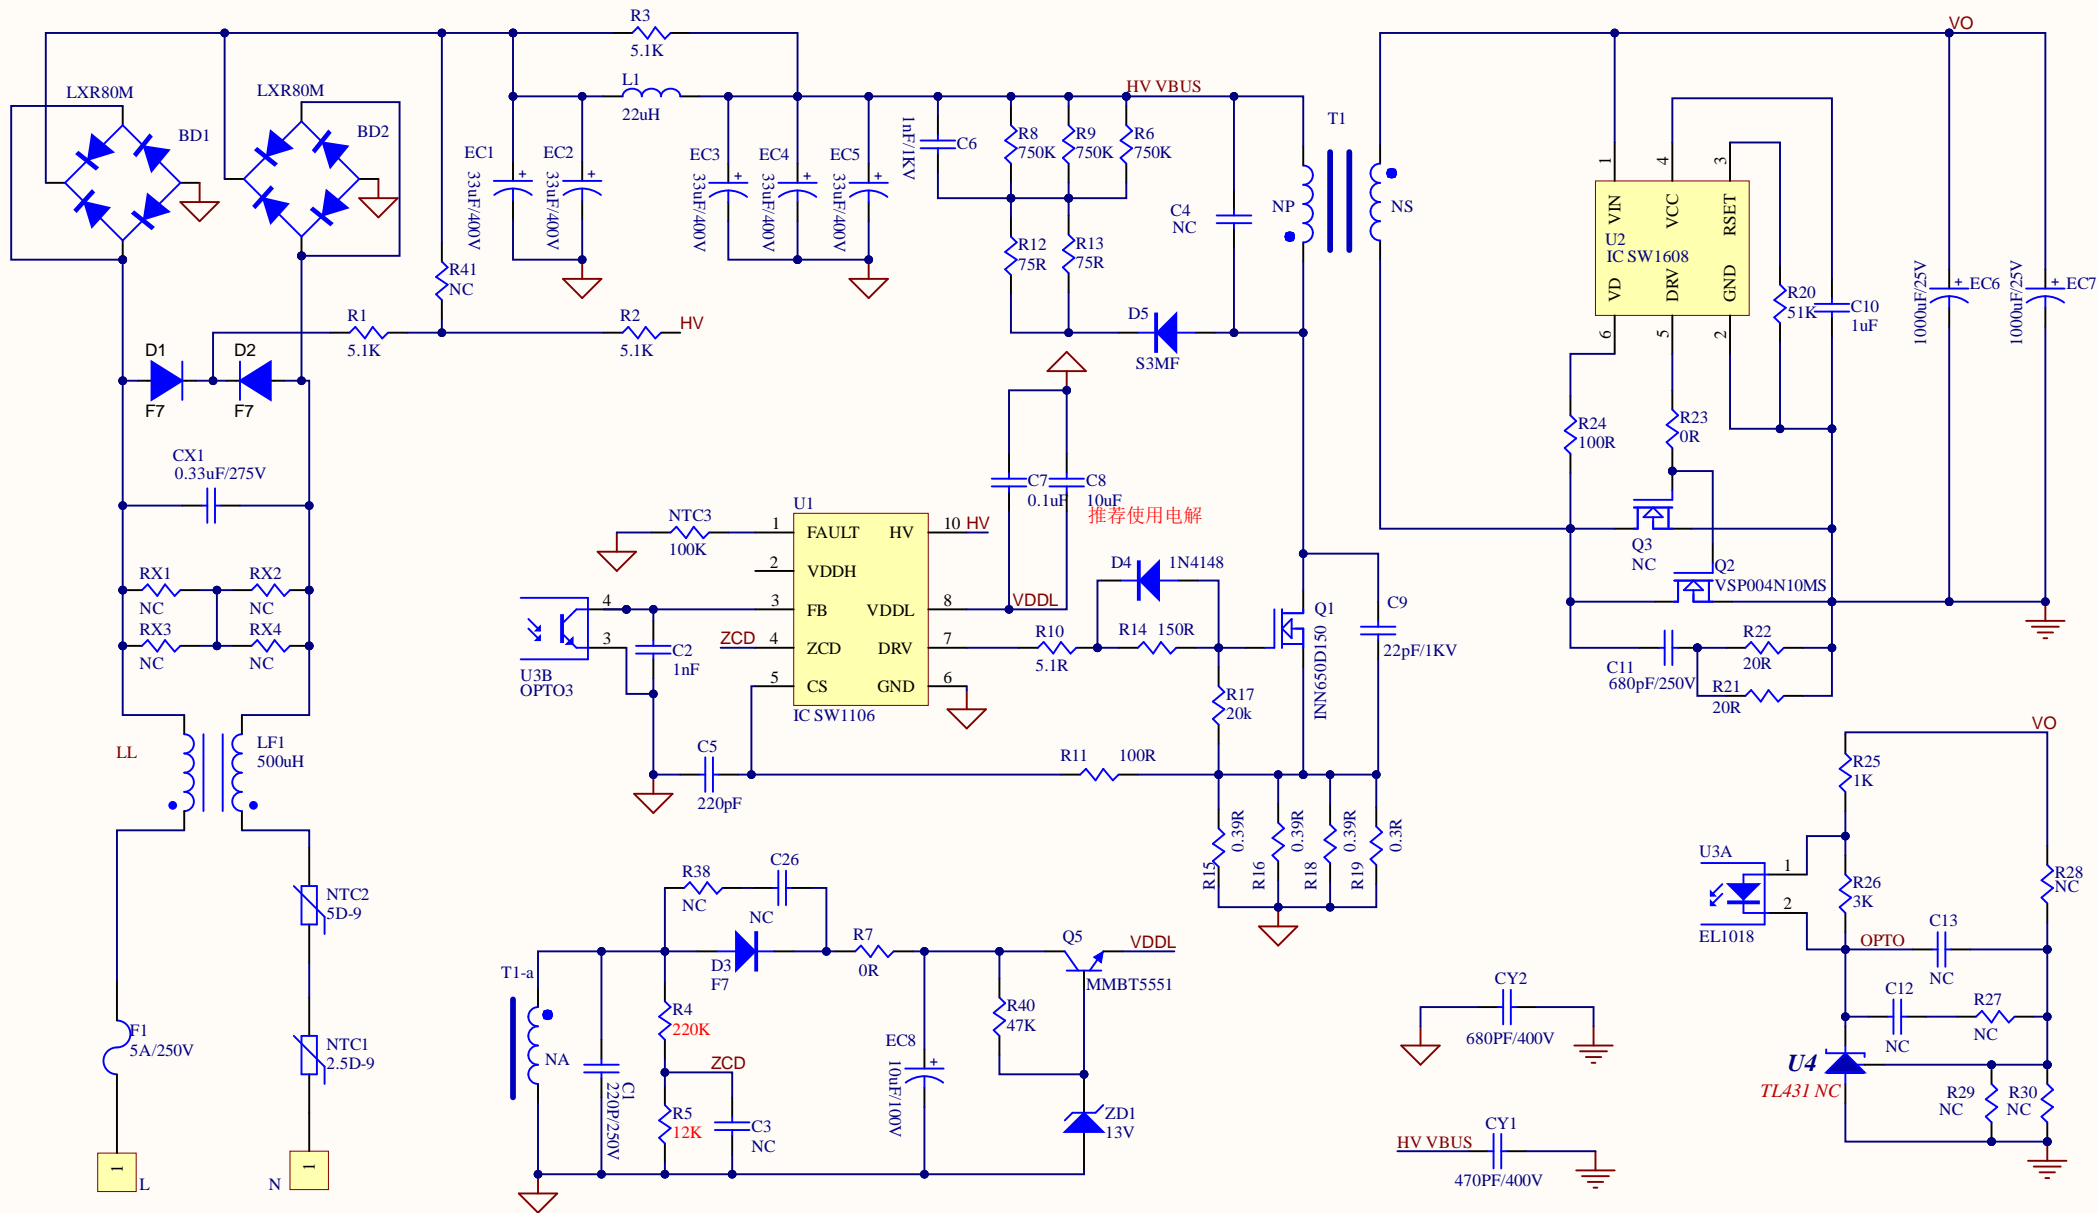 R3
5.1K
VO
LXR80M
LXR80M
BD1
BD2
L1
22uH
HV VBUS
T1
EC1
33uF/400V
EC2
33uF/400V
EC3
33uF/400V
EC4
33uF/400V
EC5
33uF/400V
1nF/1KV
C6
R8
750K
R9
750K
R6
750K
R12
75R
R13
75R
C4
NC
NP
NS
D5
S3MF
R41
NC
R1
5.1K
R2
5.1K
HV
D1
F7
D2
F7
CX1
0.33uF/275V
RX1
NC
RX2
NC
RX3
NC
RX4
NC
LL
LF1
500uH
NTC2
5D-9
NTC1
2.5D-9
F1
5A/250V
1
L
N
1
1
4
3
VIN
VCC
RSET
U2
IC SW1608
VD
DRV
GND
6
5
2
R20
51K
C10
1uF
1000uF/25V
EC6
1000uF/25V
EC7
R24
100R
R23
0R
Q3
NC
Q2
VSP004N10MS
C11
680pF/250V
R22
20R
R21
20R
C7
0.1uF
C8
10uF
推荐使用电解
NTC3
100K
U1
1
FAULT
HV
10
HV
2
VDDH
3
FB
VDDL
8
VDDL
ZCD
4
ZCD
DRV
7
5
CS
GND
6
IC SW1106
4
3
U3B
OPTO3
C2
1nF
C5
220pF
D4
1N4148
R10
5.1R
R14
150R
R17
20k
Q1
INN650D150
C9
22pF/1KV
R11
100R
R15
0.39R
R16
0.39R
R18
0.39R
R19
0.3R
R38
NC
C26
NC
D3
F7
R7
0R
Q5
VDDL
MMBT5551
T1-a
NA
C1
220P/250V
R4
220K
ZCD
R5
12K
C3
NC
EC8
10uF/100V
R40
47K
ZD1
13V
CY2
680PF/400V
HV VBUS
CY1
470PF/400V
VO
R25
1K
U3A
1
2
EL1018
R26
3K
R28
NC
OPTO
C13
NC
C12
NC
R27
NC
U4
TL431 NC
R29
NC
R30
NC